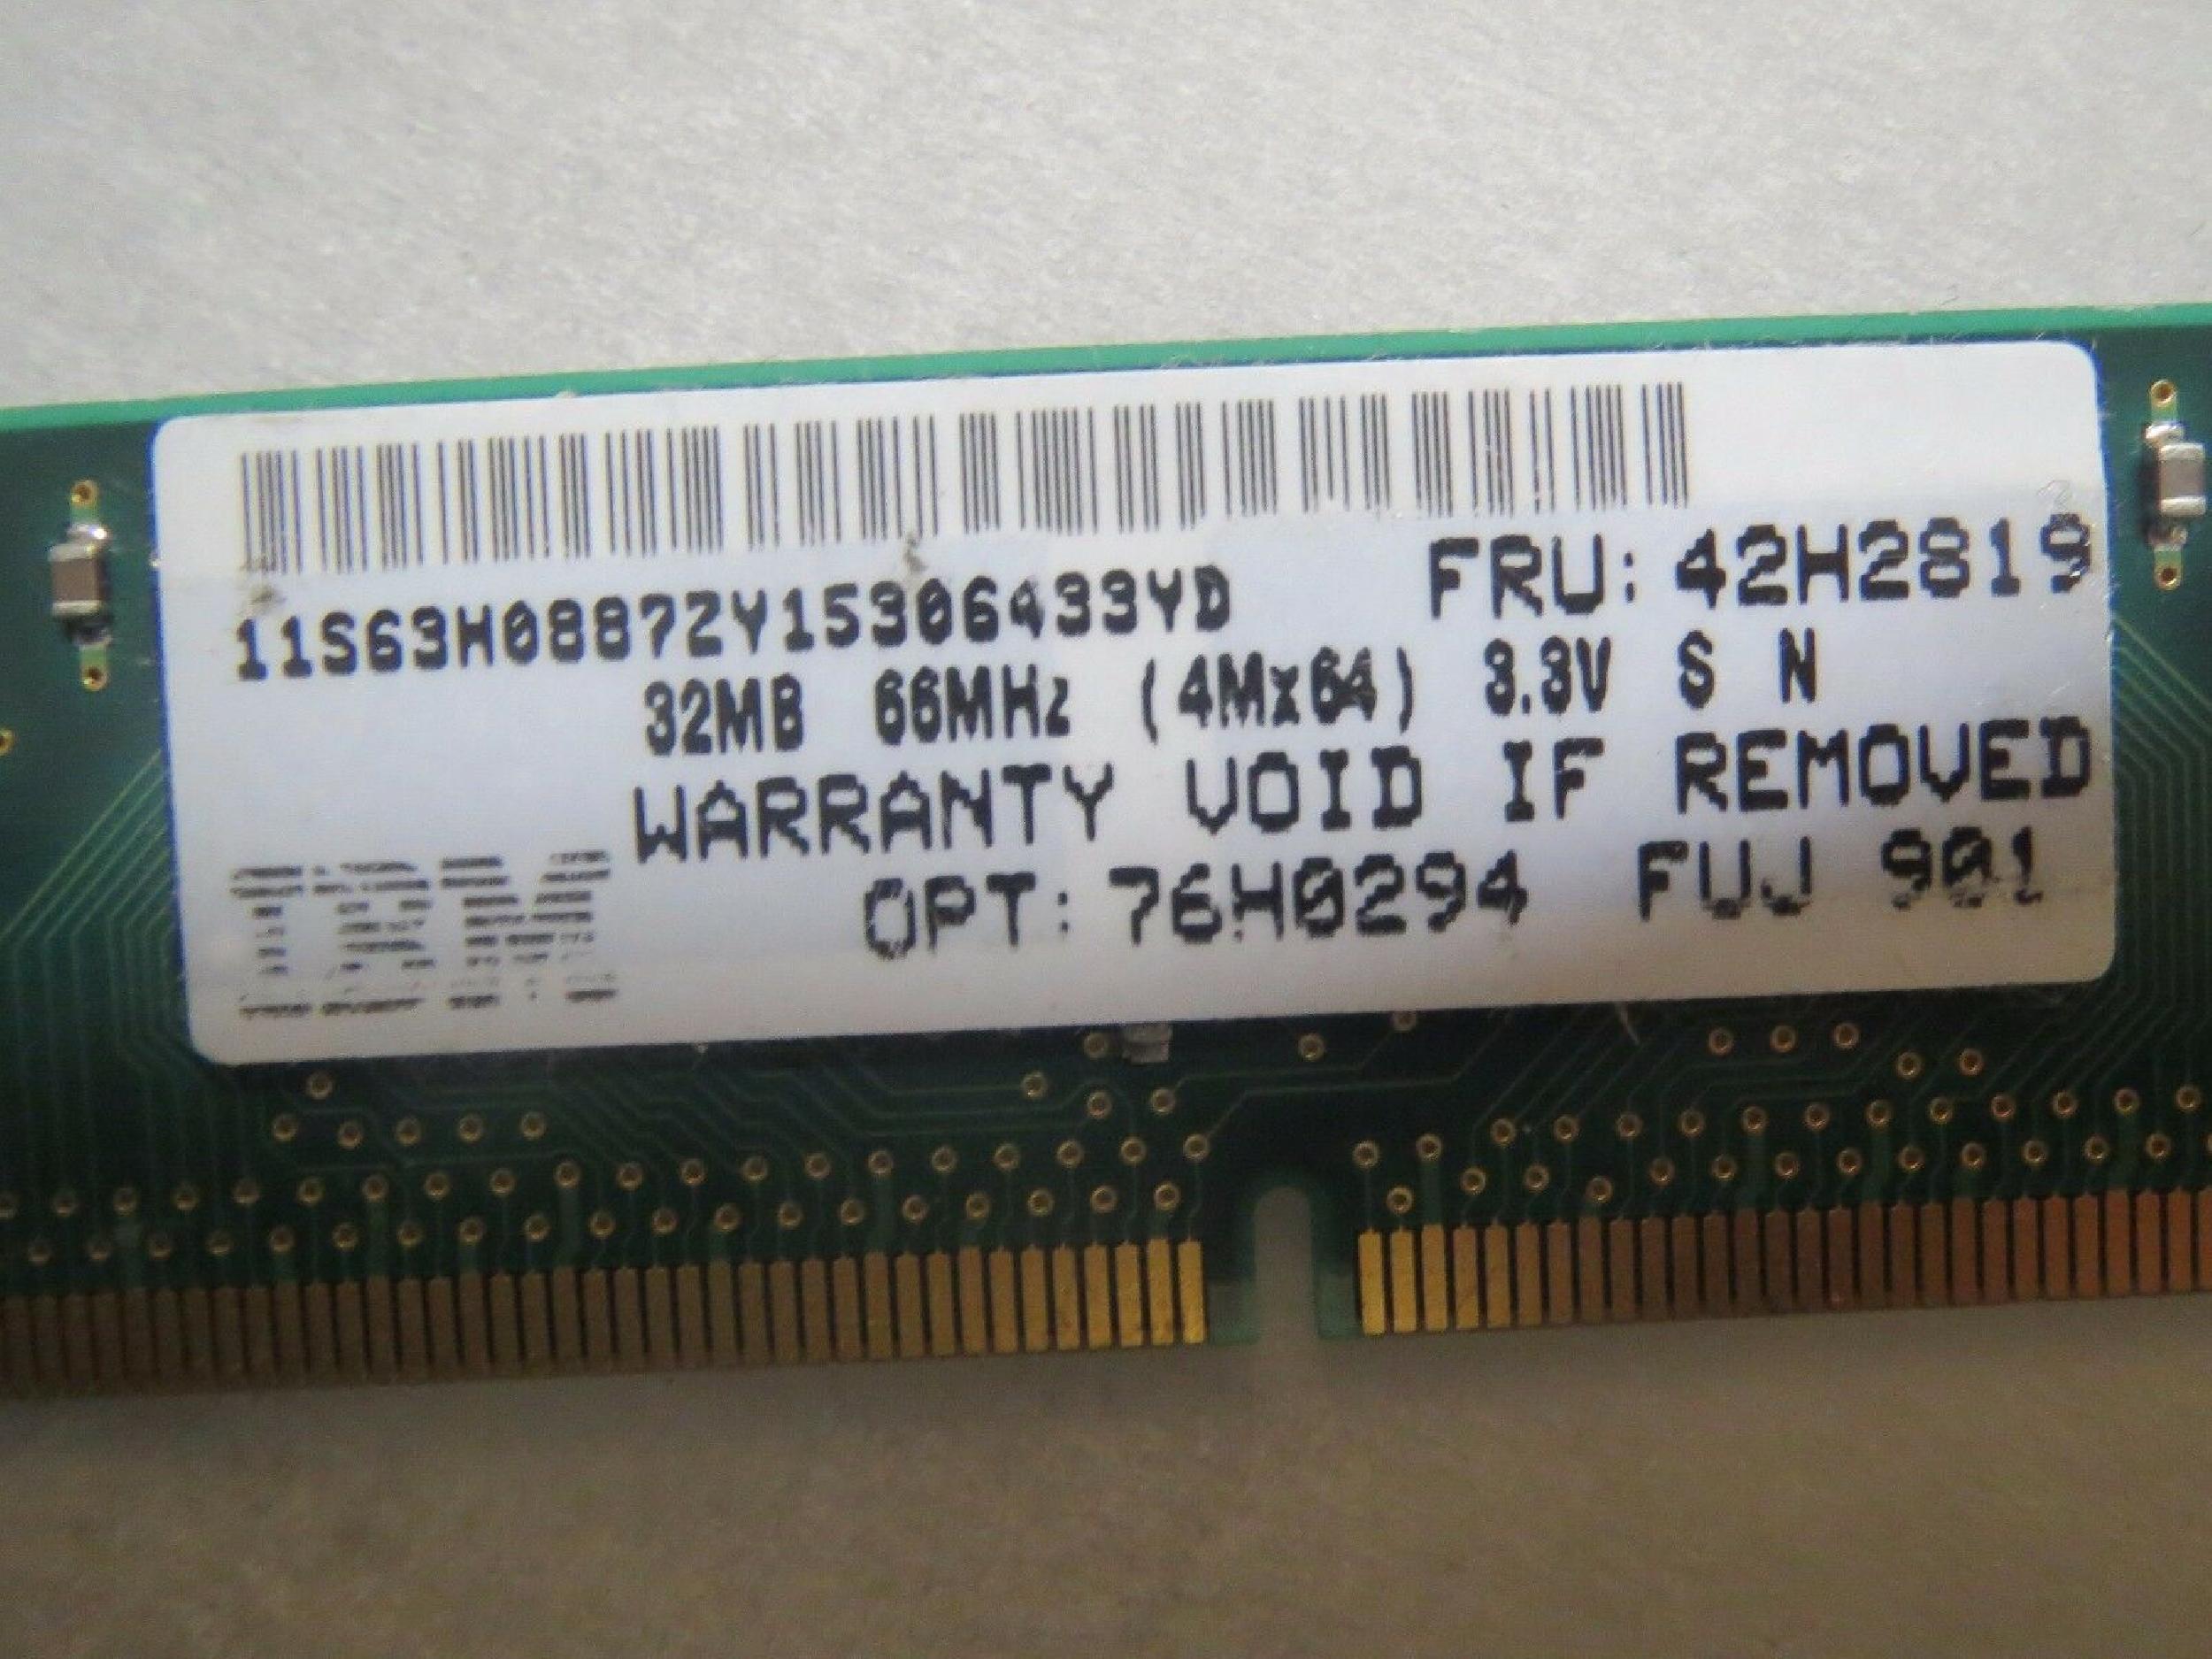 11S63H0887ZY15306433YD FRU: 42H2819
32MB 66MHz (4Mx64) 3.3V S N
WARRANTY VOID IF REMOVED
IBM OPT: 76H0294 FUJ 901